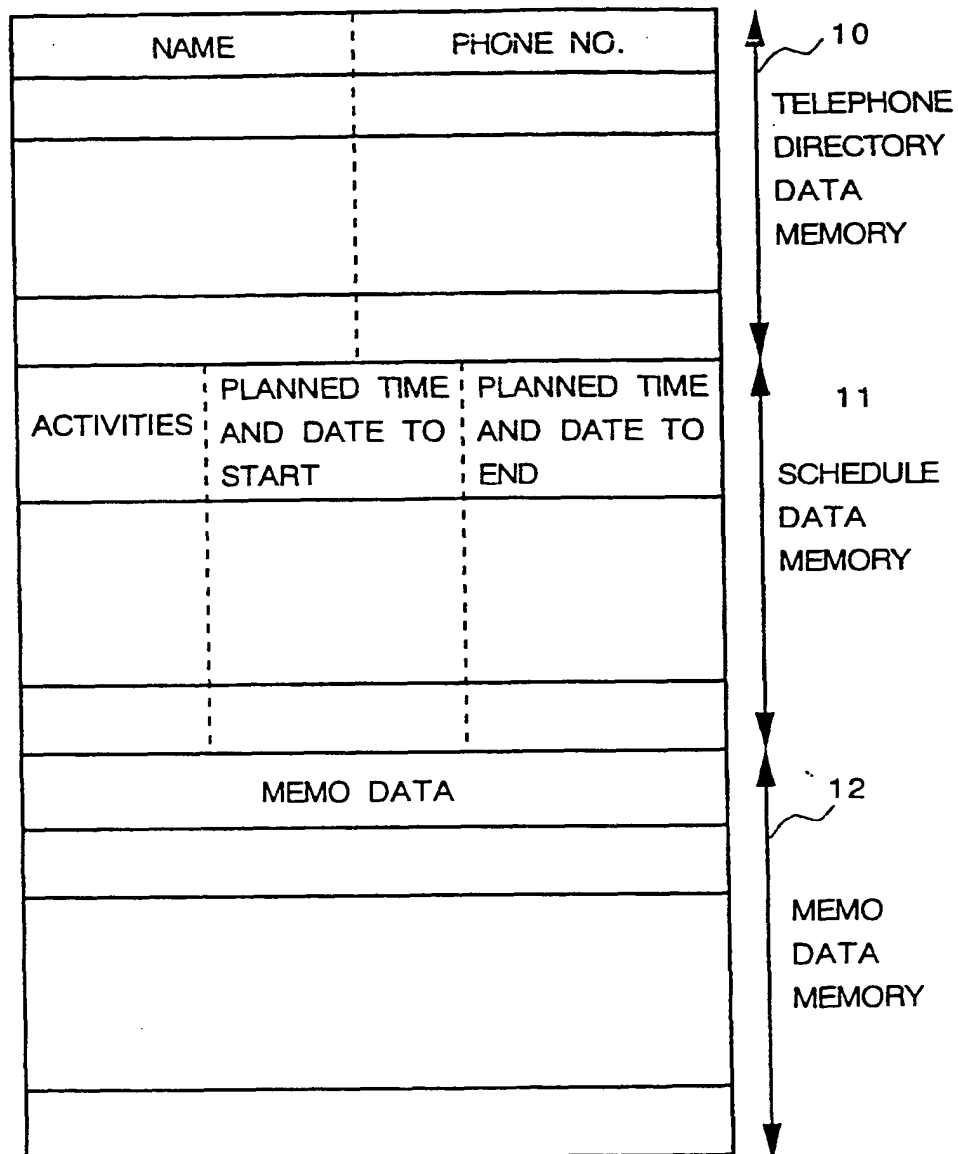 NAME
PHONE NO.
10
TELEPHONE
DIRECTORY
DATA
MEMORY
ACTIVITIES
PLANNED TIME
AND DATE TO
START
PLANNED TIME
AND DATE TO
END
11
SCHEDULE
DATA
MEMORY
MEMO DATA
12
MEMO
DATA
MEMORY